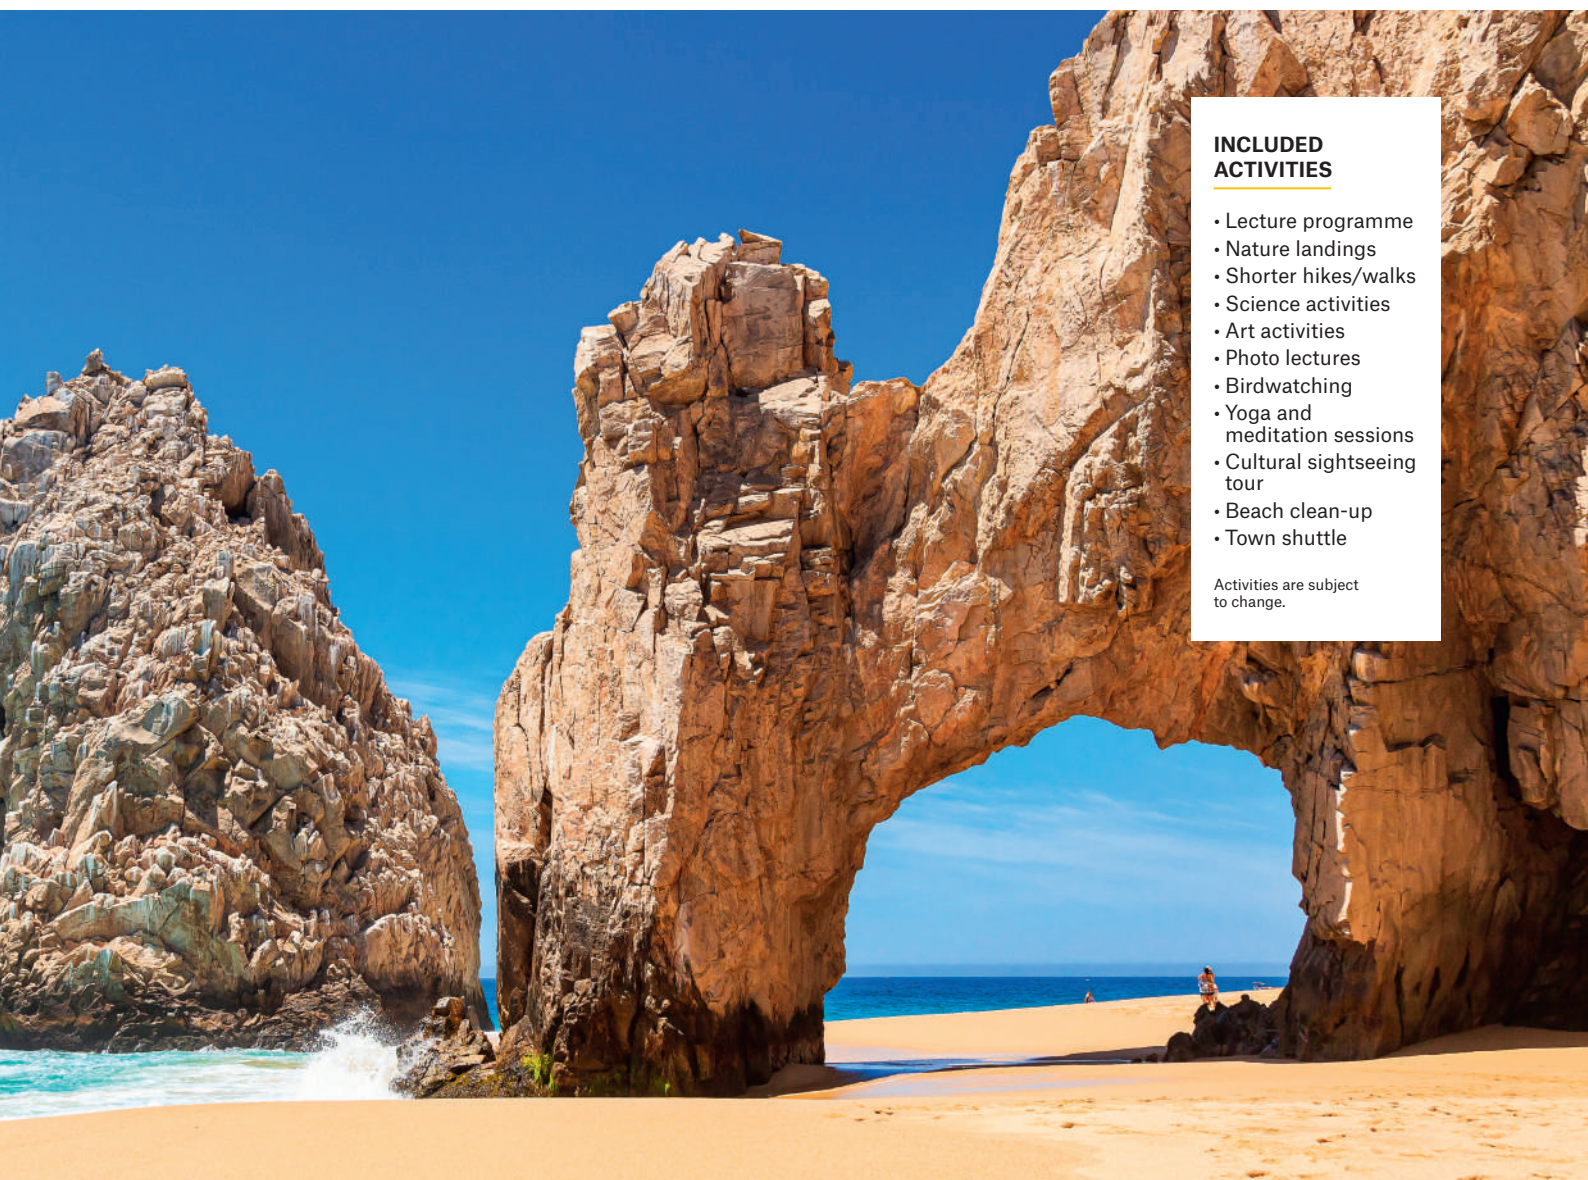 INCLUDED
ACTIVITIES
• Lecture programme
• Nature landings
• Shorter hikes/walks
• Science activities
• Art activities
• Photo lectures
• Birdwatching
• Yoga and
meditation sessions
• Cultural sightseeing
tour
• Beach clean-up
• Town shuttle
Activities are subject
to change.